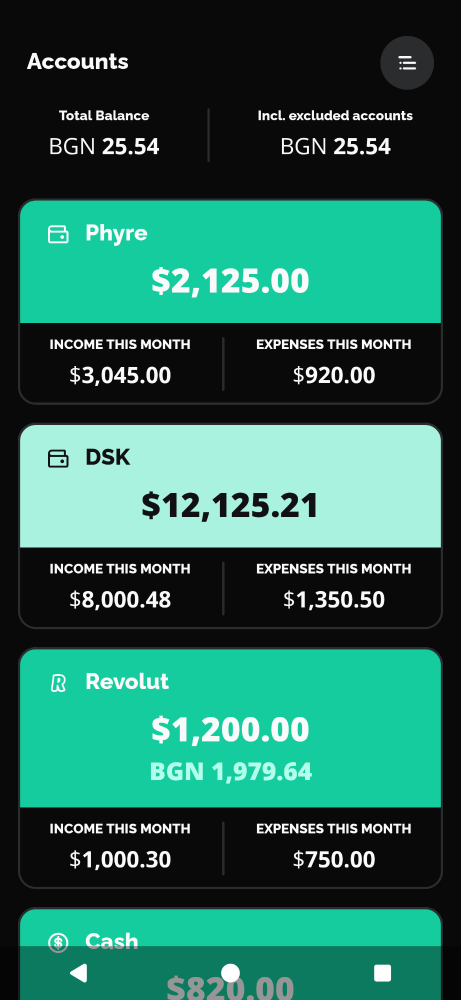 Accounts
Total Balance
Incl. excluded accounts
BGN 25.54
BGN 25.54
Phyre
$2,125.00
INCOME THIS MONTH
EXPENSES THIS MONTH
$3,045.00
$920.00
DSK
$12,125.21
INCOME THIS MONTH
EXPENSES THIS MONTH
$8,000.48
$1,350.50
Revolut
$1,200.00
BGN 1,979.64
INCOME THIS MONTH
EXPENSES THIS MONTH
$1,000.30
$750.00
Cash
$820.00